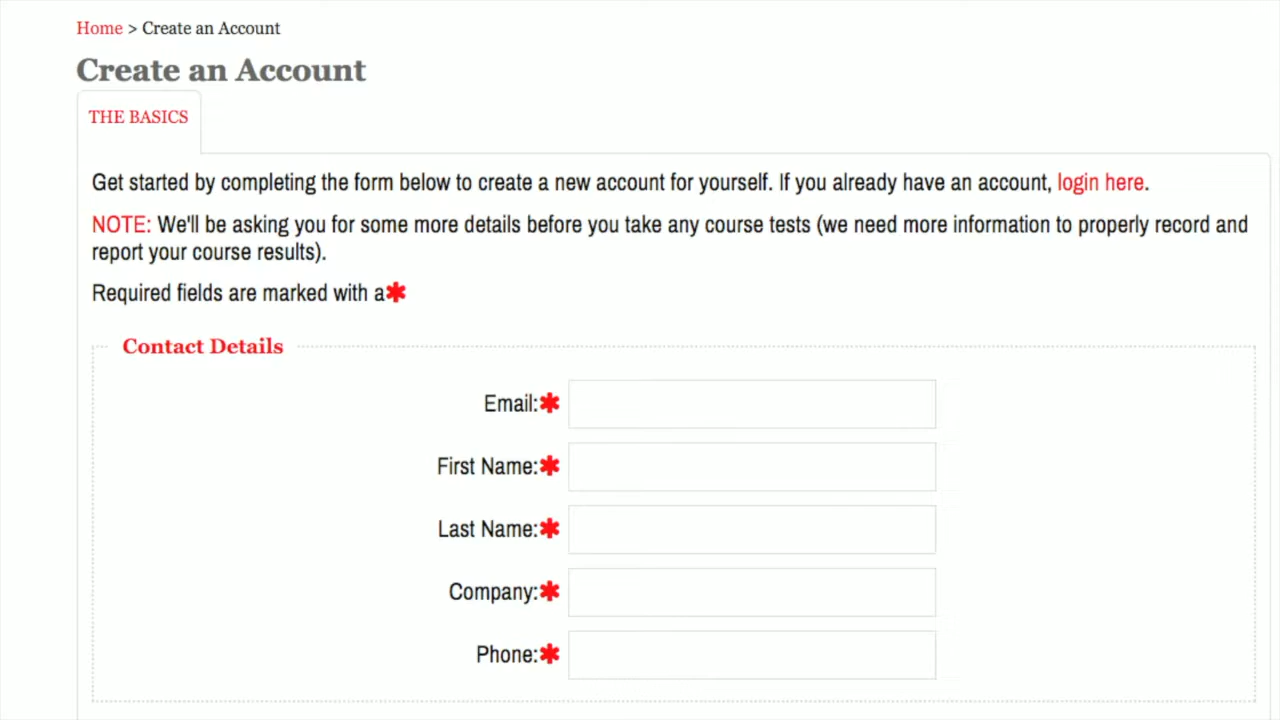 Home > Create an Account
Create an Account
THE BASICS
Get started by completing the form below to create a new account for yourself. If you already have an account, login here.
NOTE: We'll be asking you for some more details before you take any course tests (we need more information to properly record and
report your course results).
Required fields are marked with a✱
Contact Details
Email:✱
First Name:✱
Last Name:✱
Company:✱
Phone:✱